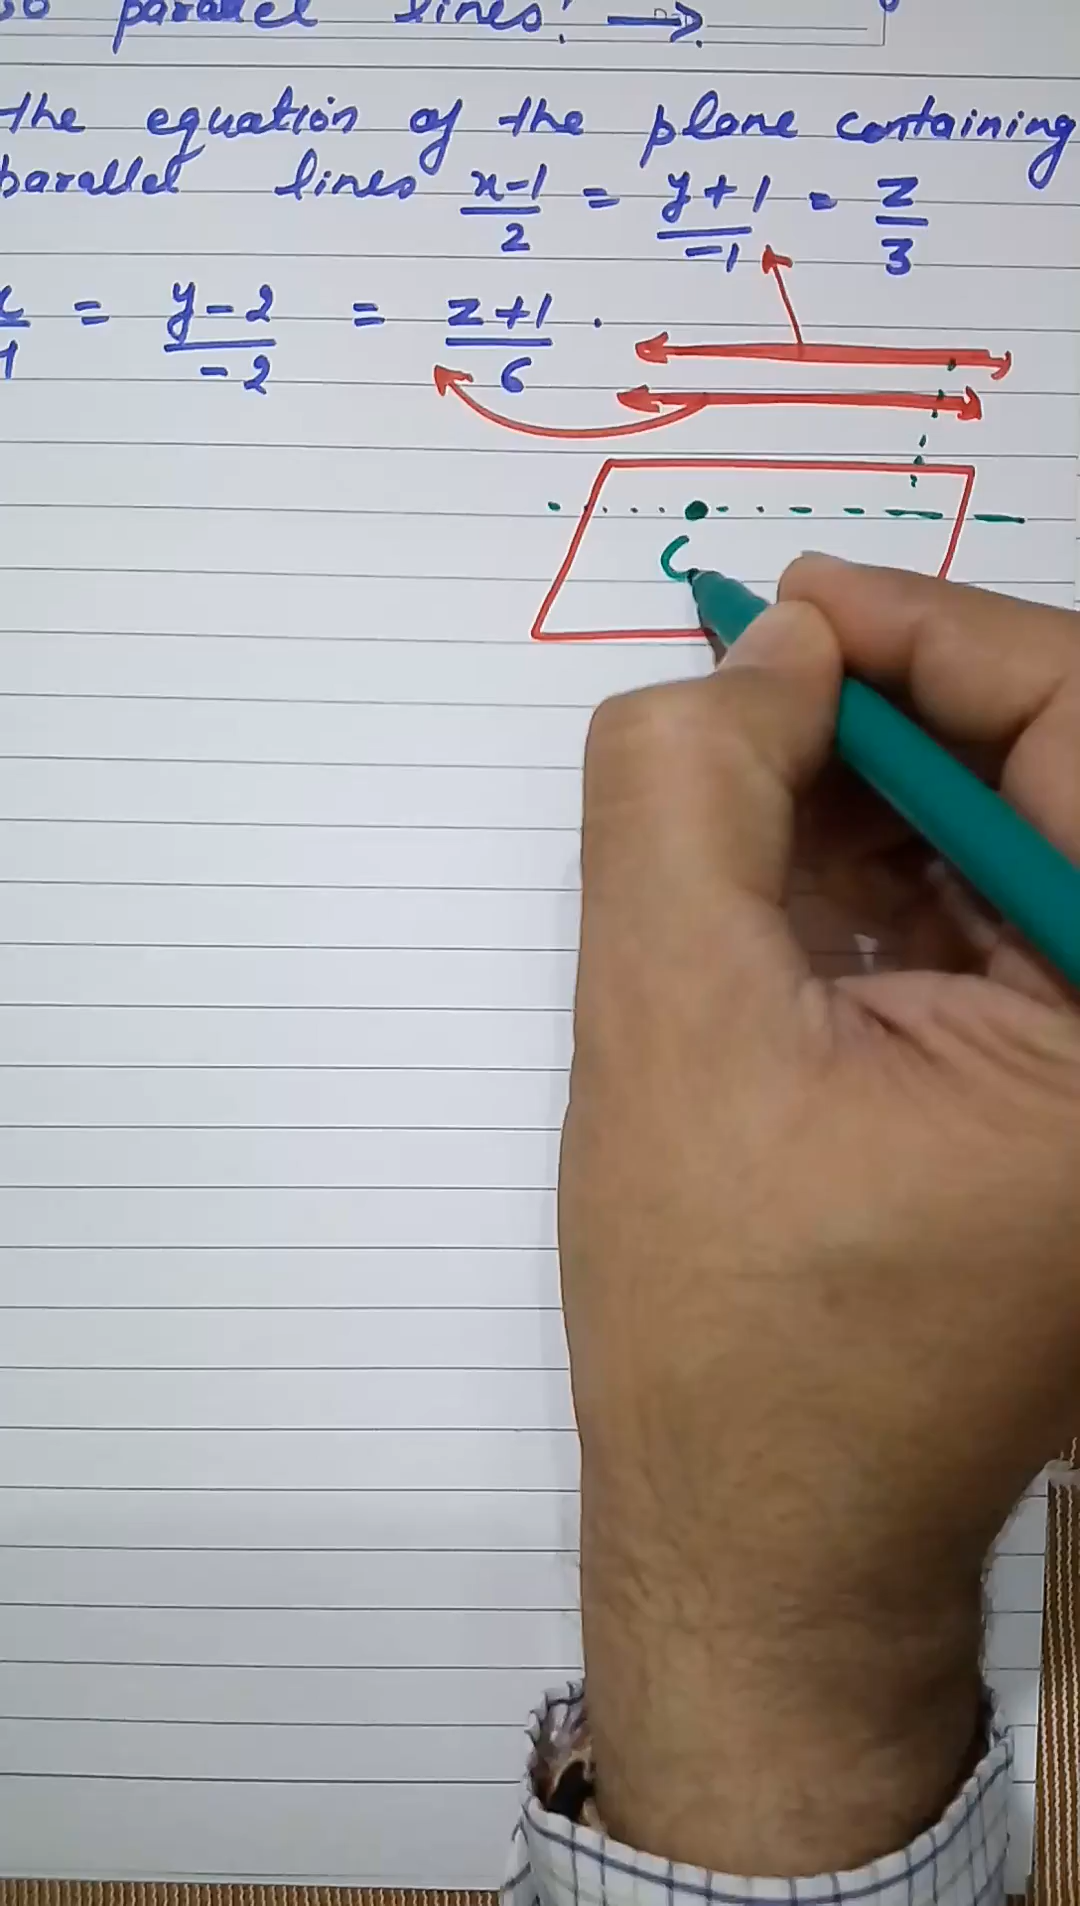 parallel lines! →
the equation of the plane containing
parallel lines x-1/2 = y+1/-1 = z/3
= y-2/-2 = z+1/6 .